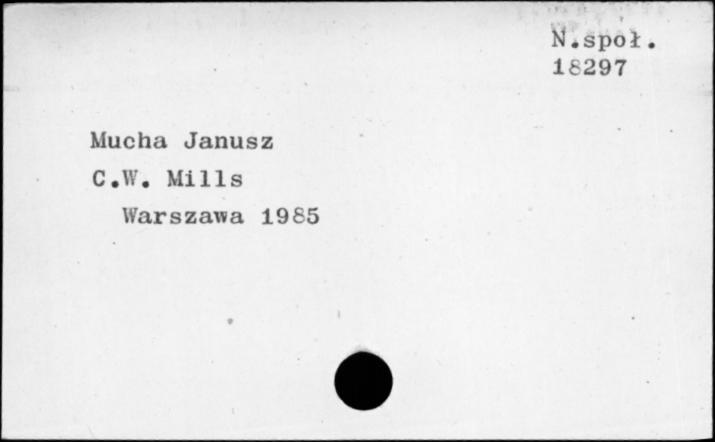 N.społ.
18297
Mucha Janusz
C.W. Mills
Warszawa 1985